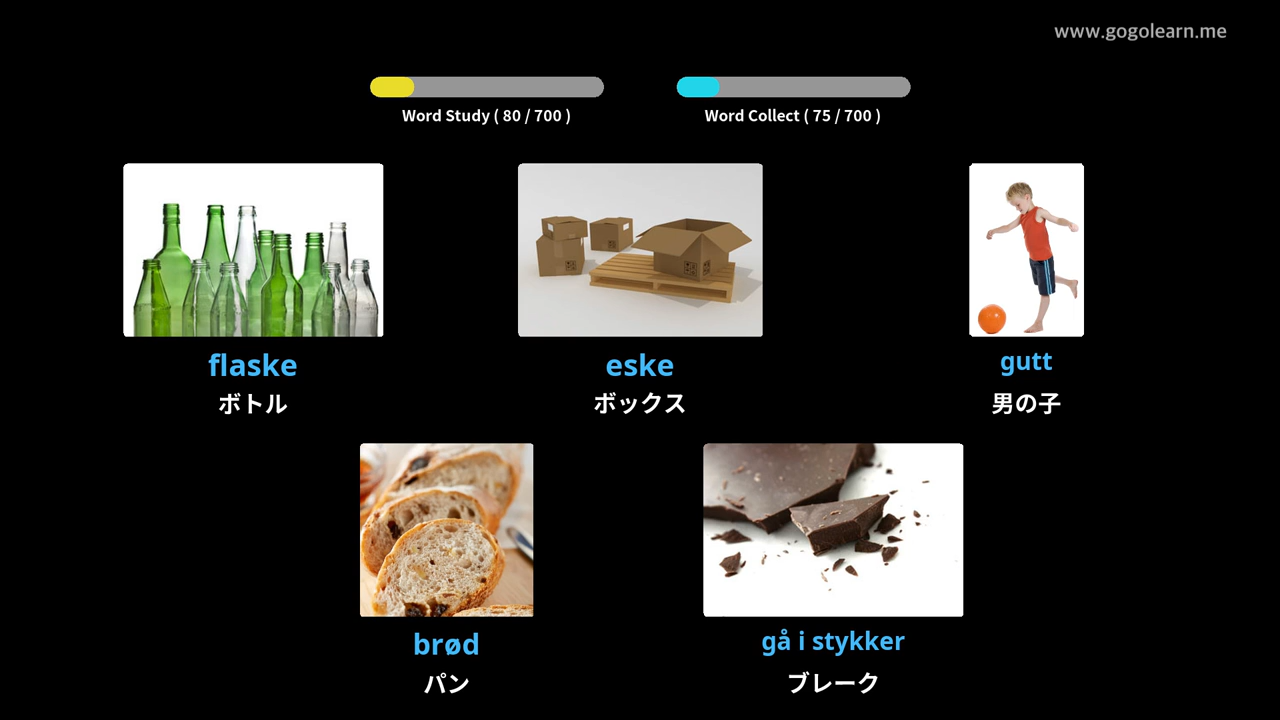 www.gogolearn.me
Word Study ( 80 / 700 )
Word Collect ( 75 / 700 )
flaske
ボトル
eske
ボックス
gutt
男の子
brød
パン
gå i stykker
ブレーク